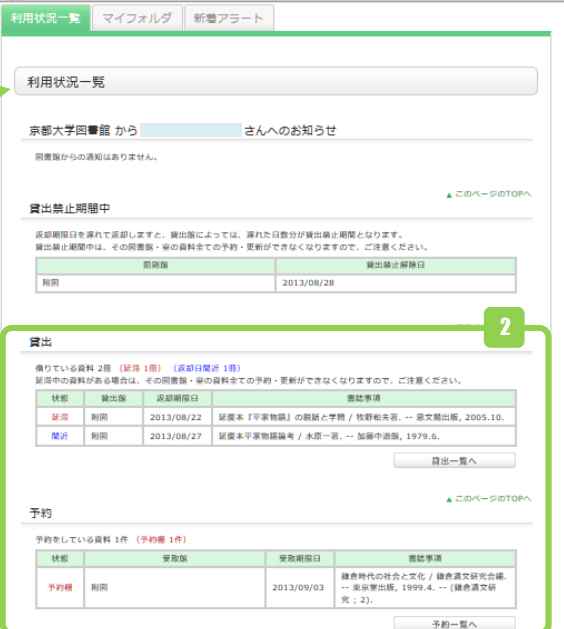 利用状況一覧 マイフォルダ 新着アラート
利用状況一覧
京都大学図書館 から さんへのお知らせ
図書館からの通知はありません。
▲ このページのTOPへ
貸出禁止期間中
返却期限日を遅れて返却しますと、貸出館によっては、遅れた日数分が貸出禁止期間となります。
貸出禁止期間中は、その図書館・室の資料全ての予約・更新ができなくなりますので、ご注意ください。
罰則館 貸出禁止解除日
附図 2013/08/28
2
貸出
借りている資料 2冊 (延滞 1冊) (返却日間近 1冊)
延滞中の資料がある場合は、その図書館・室の資料全ての予約・更新ができなくなりますので、ご注意ください。
状態 貸出館 返却期限日 書誌事項
延滞 附図 2013/08/22 延慶本『平家物語』の説話と学問 / 牧野和夫著. -- 思文閣出版, 2005.10.
間近 附図 2013/08/27 延慶本平家物語論考 / 水原一著. -- 加藤中道館, 1979.6.
貸出一覧へ
▲ このページのTOPへ
予約
予約をしている資料 1件 (予約棚 1件)
状態 受取館 受取期限日 書誌事項
予約棚 附図 2013/09/03 鎌倉時代の社会と文化 / 鎌倉遺文研究会編.
-- 東京堂出版, 1999.4. -- (鎌倉遺文研
究 ; 2).
予約一覧へ